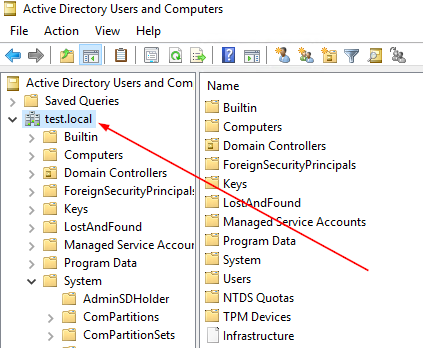 Active Directory Users and Computers
File Action View Help
Active Directory Users and Com
Saved Queries
test.local
Builtin
Computers
Domain Controllers
ForeignSecurityPrincipals
Keys
LostAndFound
Managed Service Accour
Program Data
System
AdminSDHolder
ComPartitions
ComPartitionSets
Name
Builtin
Computers
Domain Controllers
ForeignSecurityPrincipals
Keys
LostAndFound
Managed Service Accounts
Program Data
System
Users
NTDS Quotas
TPM Devices
Infrastructure